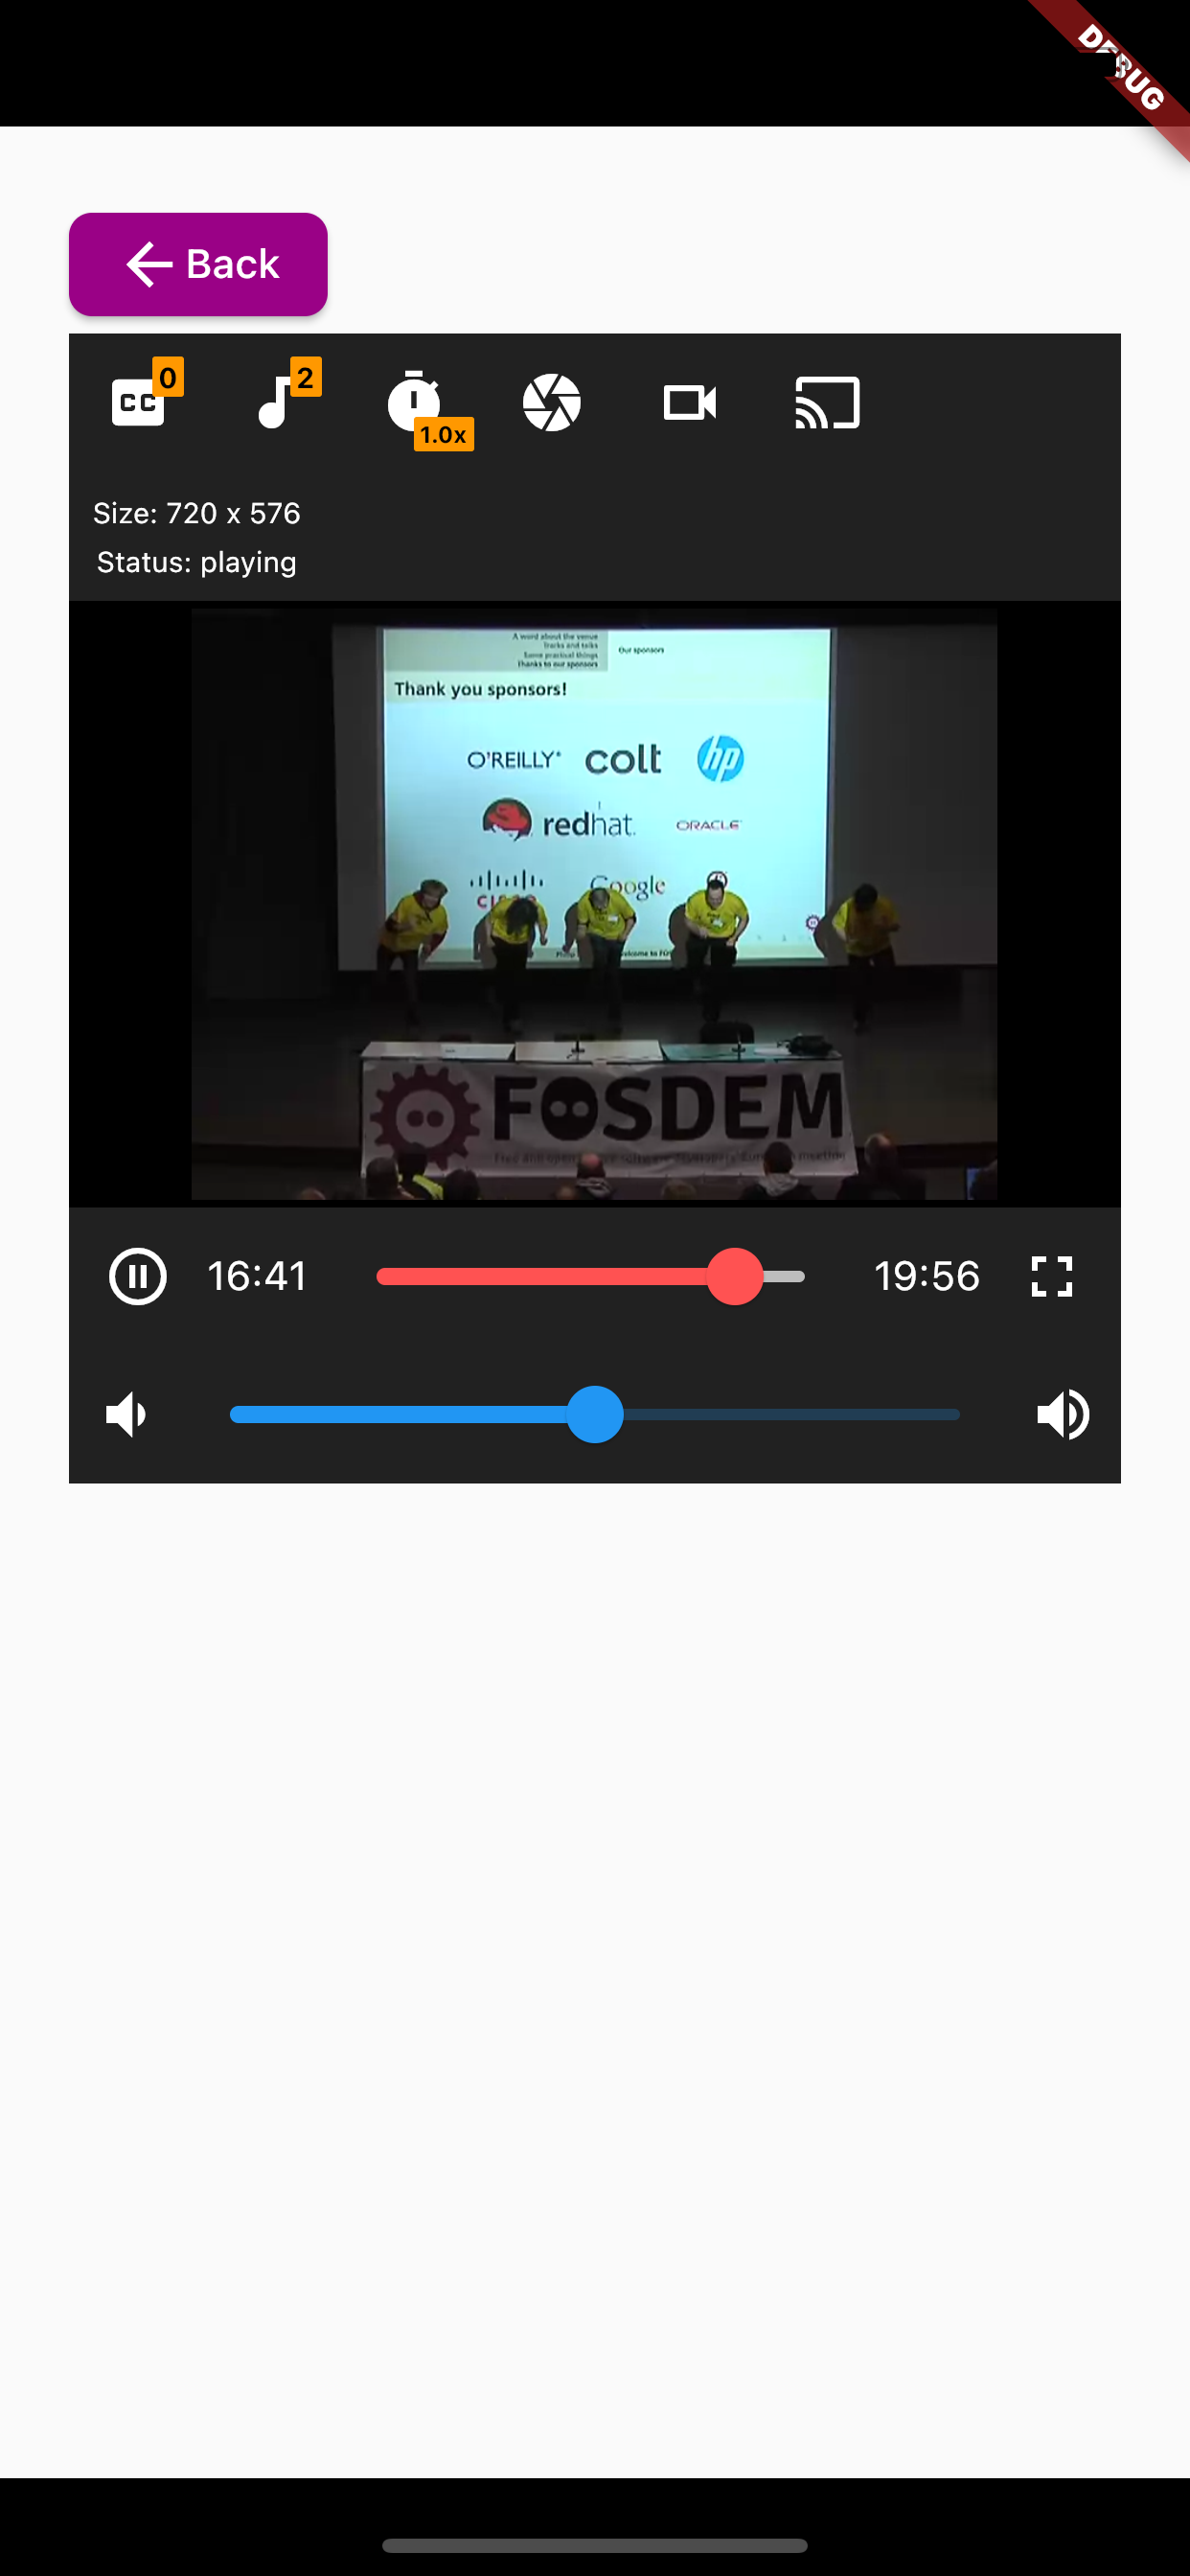 DEBUG
Back
CC
0
2
1.0x
Size: 720 x 576
Status: playing
A word about the venue
Tracks and talks
Some practical things
Thanks to our sponsors
Our sponsors
Thank you sponsors!
O'REILLY
colt
hp
redhat.
ORACLE
CISCO
Google
FOSDEM
16:41
19:56